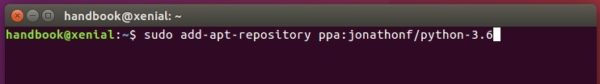 handbook@xenial: ~
handbook@xenial:~$ sudo add-apt-repository ppa:jonathonf/python-3.6